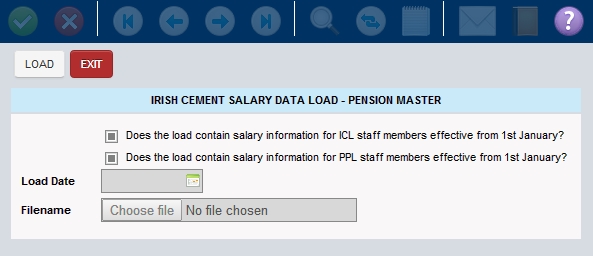 ?
LOAD EXIT
IRISH CEMENT SALARY DATA LOAD - PENSION MASTER
Does the load contain salary information for ICL staff members effective from 1st January?
Does the load contain salary information for PPL staff members effective from 1st January?
Load Date
Filename Choose file No file chosen